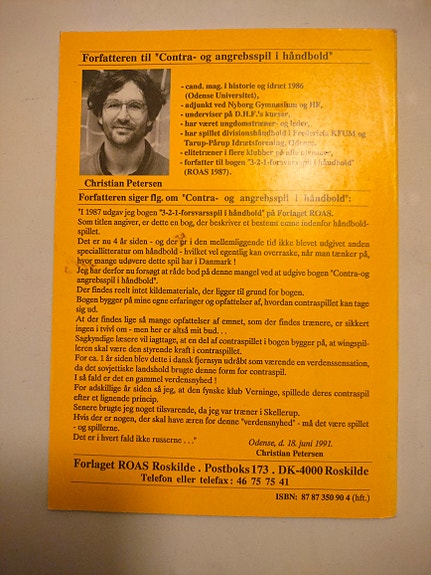 Forfatteren til "Contra- og angrebsspil i håndbold"
- cand. mag. i historie og idræt 1986
(Odense Universitet),
- adjunkt ved Nyborg Gymnasium og HF,
- underviser på D.H.F.'s kurser,
- har været ungdomstræner- og leder,
- har spillet divisionshåndbold i Fredericia KFUM og
Tarup-Pårup Idrætsforening, Odense.
- elitetræner i flere klubber på alle niveauer,
- forfatter til bogen "3-2-1-forsvarsspil i håndbold"
(ROAS 1987).
Christian Petersen
Forfatteren siger flg. om "Contra- og angrebsspil i håndbold":
"I 1987 udgav jeg bogen "3-2-1-forsvarsspil i håndbold" på Forlaget ROAS.
Som titlen angiver, er dette en bog, der beskriver et bestemt emne indenfor håndbold-
spillet.
Det er nu 4 år siden - og der er i den mellemliggende tid ikke blevet udgivet anden
speciallitteratur om håndbold - hvilket vel egentlig kan overraske, når man tænker på,
hvor mange udøvere dette spil har i Danmark !
Jeg har derfor nu forsøgt at råde bod på denne mangel ved at udgive bogen "Contra-og
angrebsspil i håndbold".
Der findes reelt intet kildemateriale, der ligger til grund for bogen.
Bogen bygger på mine egne erfaringer og opfattelser af, hvordan contraspillet kan tage
sig ud.
At der findes lige så mange opfattelser af emnet, som der findes trænere, er sikkert
ingen i tvivl om - men her er altså mit bud . . .
Sagkyndige læsere vil iagttage, at en del af contraspillet i bogen bygger på, at wingspil-
leren skal være den styrende kraft i contraspillet.
For ca. 1 år siden blev dette i dansk fjernsyn udråbt som værende en verdenssensation,
da det sovjetiske landshold brugte denne form for contraspil.
I så fald er det en gammel verdensnyhed !
For adskillige år siden så jeg, at den fynske klub Verninge, spillede deres contraspil
efter et lignende princip.
Senere brugte jeg noget tilsvarende, da jeg var træner i Skellerup.
Hvis der er nogen, der skal have æren for denne "verdensnyhed" - må det være spillet
- og spillerne.
Det er i hvert fald ikke russerne . . ."
Odense, d. 18. juni 1991.
Christian Petersen
Forlaget ROAS Roskilde . Postboks 173 . DK-4000 Roskilde
Telefon eller telefax: 46 75 75 41
ISBN: 87 87 350 90 4 (hft.)